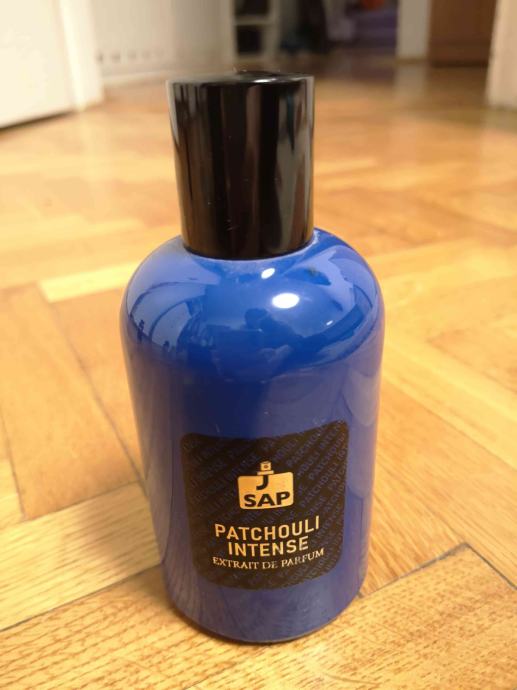 J
SAP
PATCHOULI
INTENSE
EXTRAIT DE PARFUM